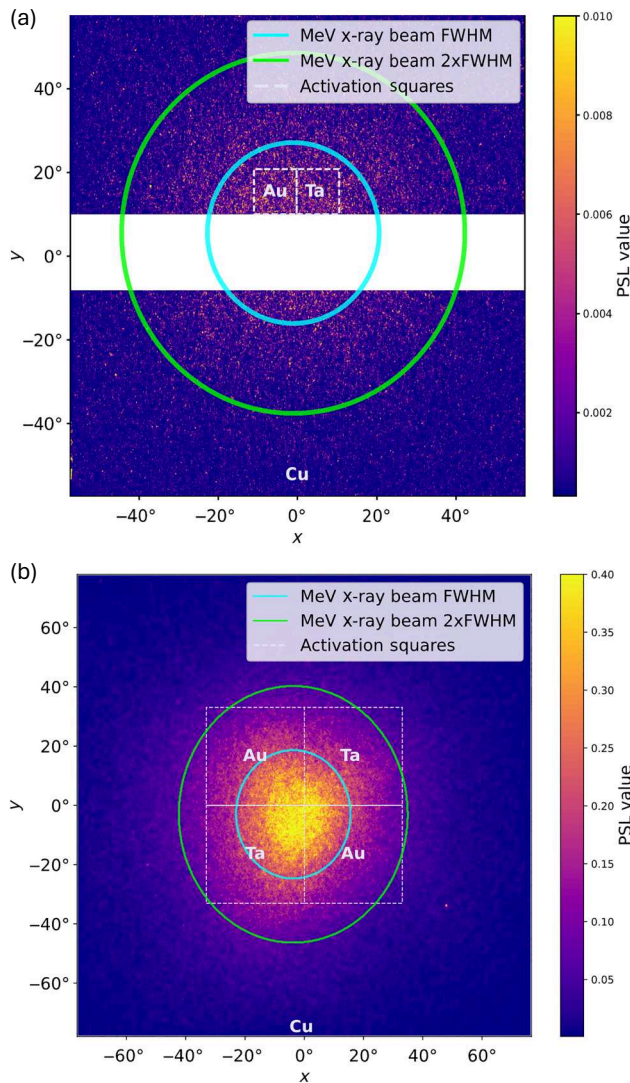 (a)
MeV x-ray beam FWHM
MeV x-ray beam 2xFWHM
Activation squares
Au Ta
Cu
40°
20°
0°
−20°
−40°
y
−40° −20° 0° 20° 40°
x
0.010
0.008
0.006
0.004
0.002
PSL value
(b)
MeV x-ray beam FWHM
MeV x-ray beam 2xFWHM
Activation squares
Au Ta
Ta Au
Cu
60°
40°
20°
0°
−20°
−40°
−60°
y
−60° −40° −20° 0° 20° 40° 60°
x
0.40
0.35
0.30
0.25
0.20
0.15
0.10
0.05
PSL value